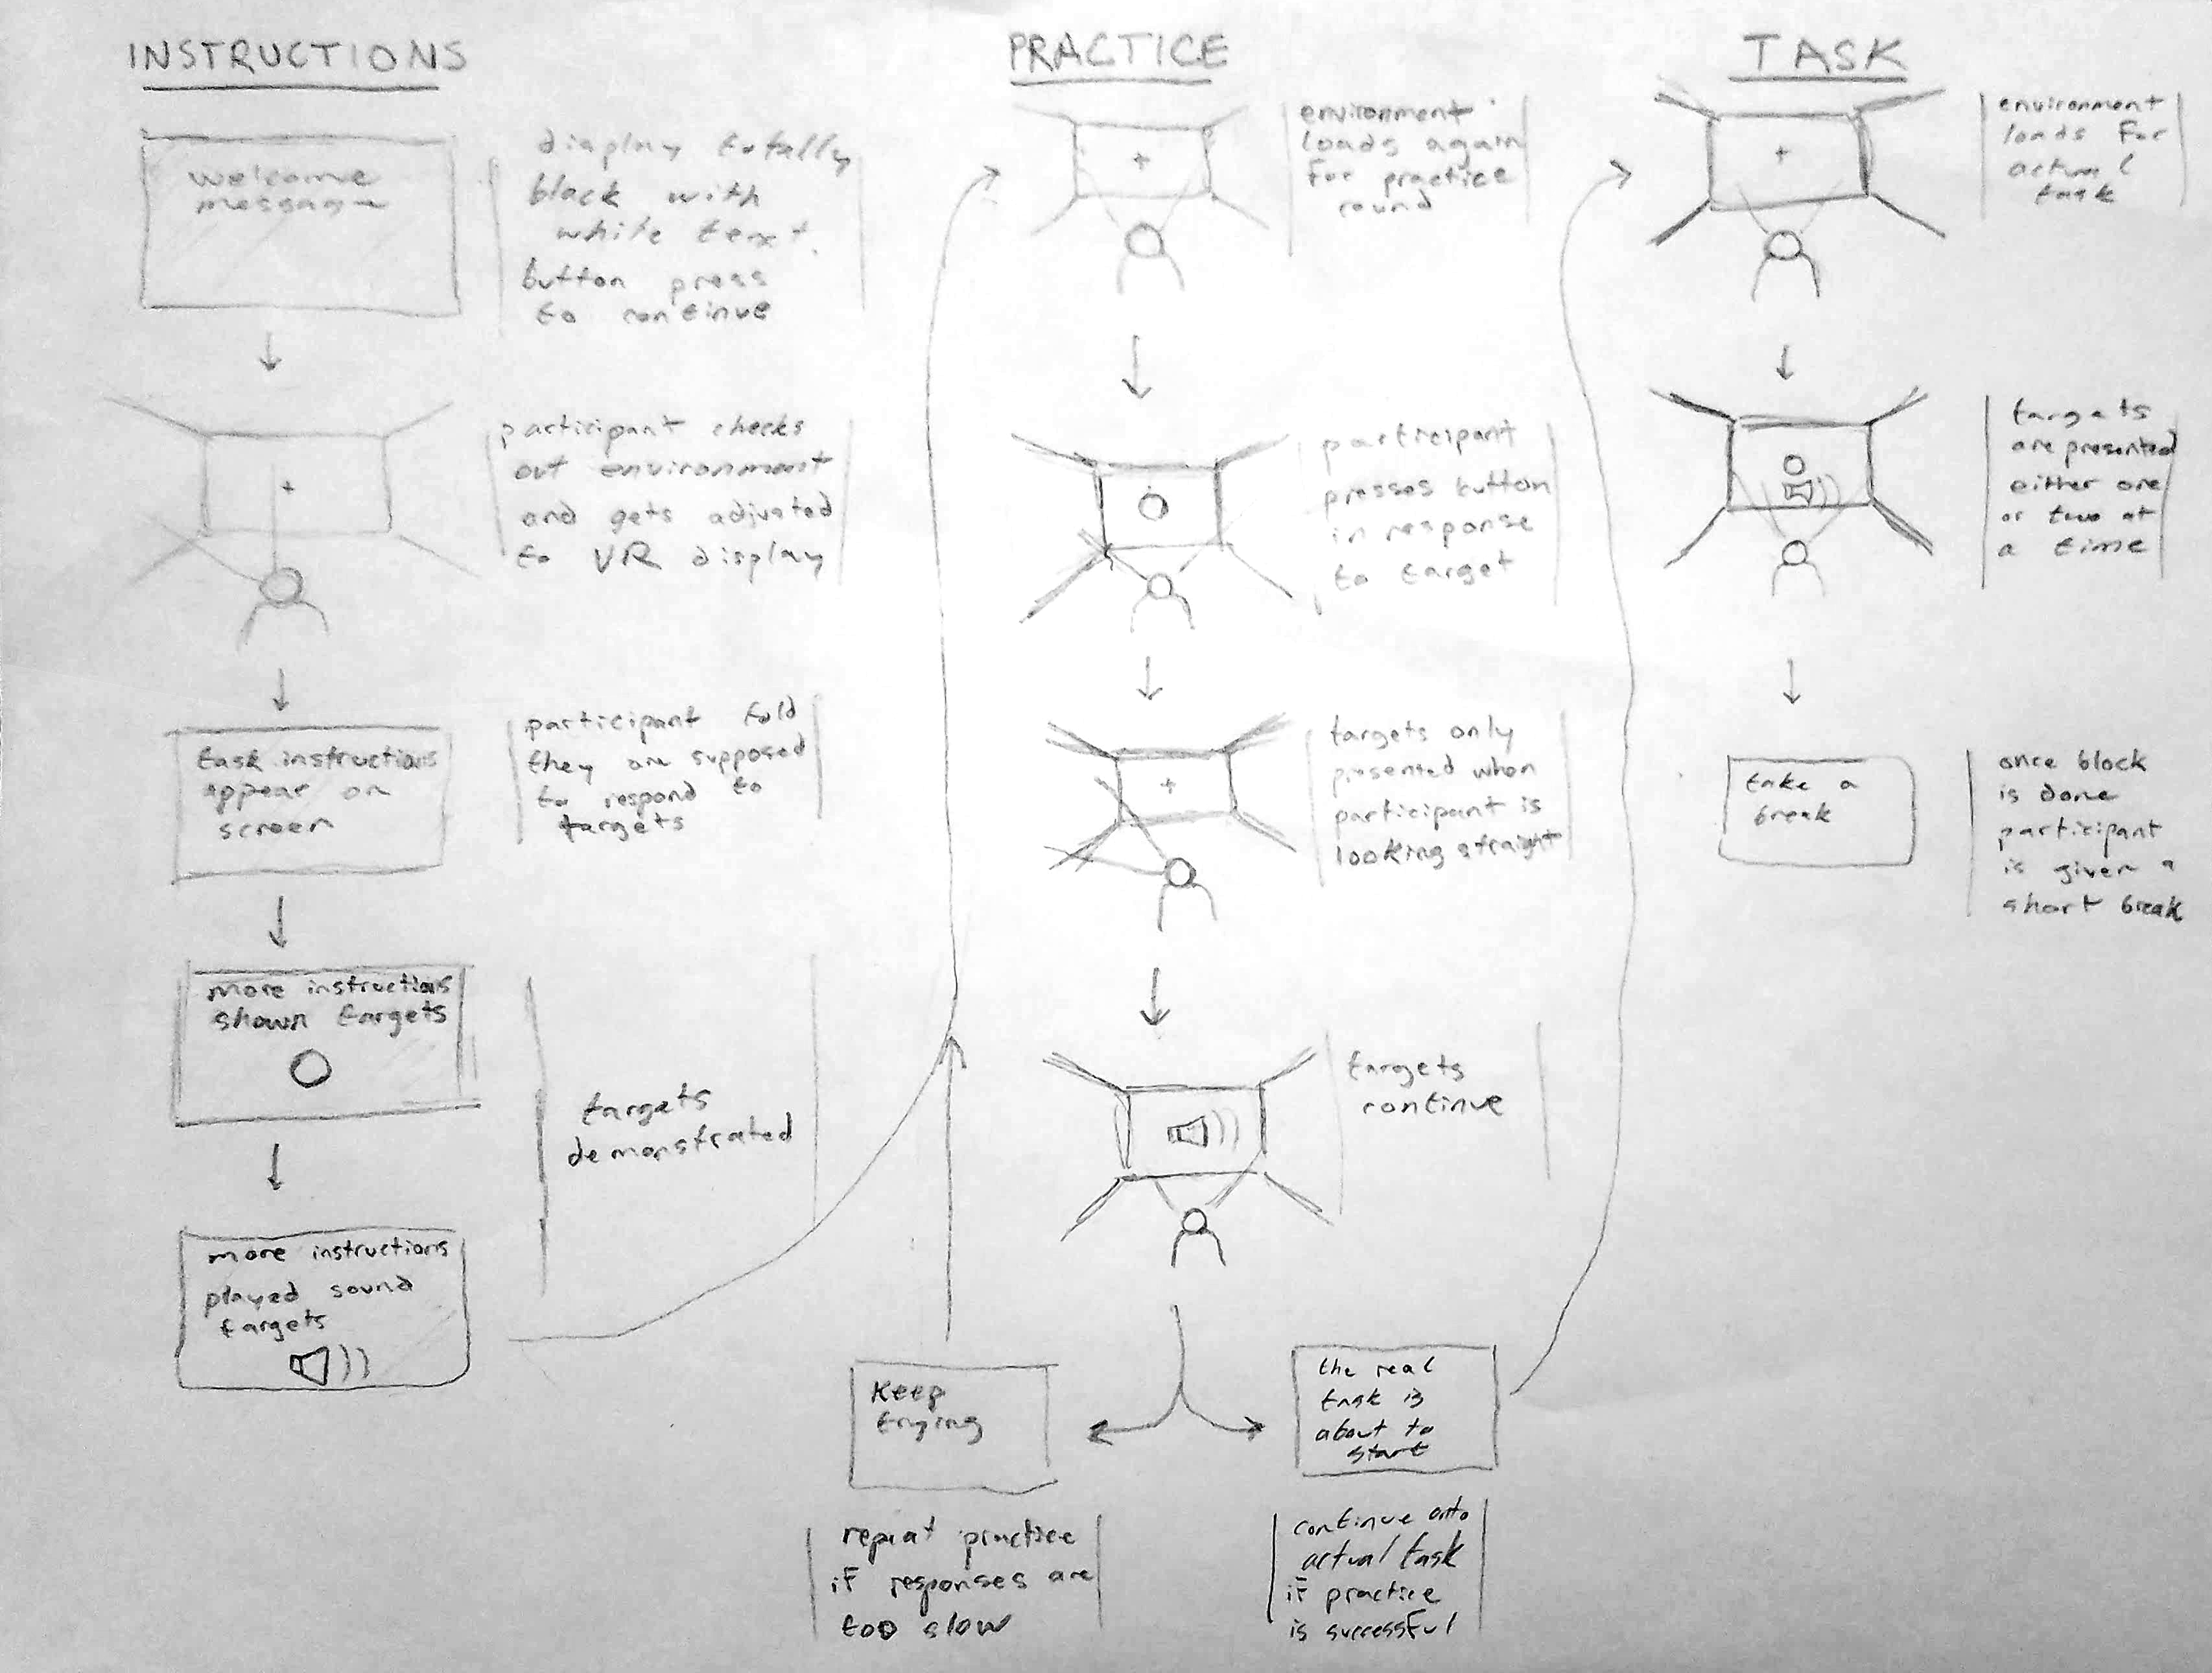 INSTRUCTIONS
welcome
message
display totally
black with
white text.
button press
to continue
participant checks
out environment
and gets adjusted
to VR display
task instructions
appear on
screen
participant told
they are supposed
to respond to
targets
more instructions
shown targets
targets
demonstrated
more instructions
played sound
targets
PRACTICE
environment
loads again
for practice
round
participant
presses button
in response
to target
targets only
presented when
participant is
looking straight
targets
continue
Keep
trying
repeat practice
if responses are
too slow
the real
task is
about to
start
continue onto
actual task
if practice
is successful
TASK
environment
loads for
actual
task
targets
are presented
either one
or two at
a time
take a
break
once block
is done
participant
is given a
short break